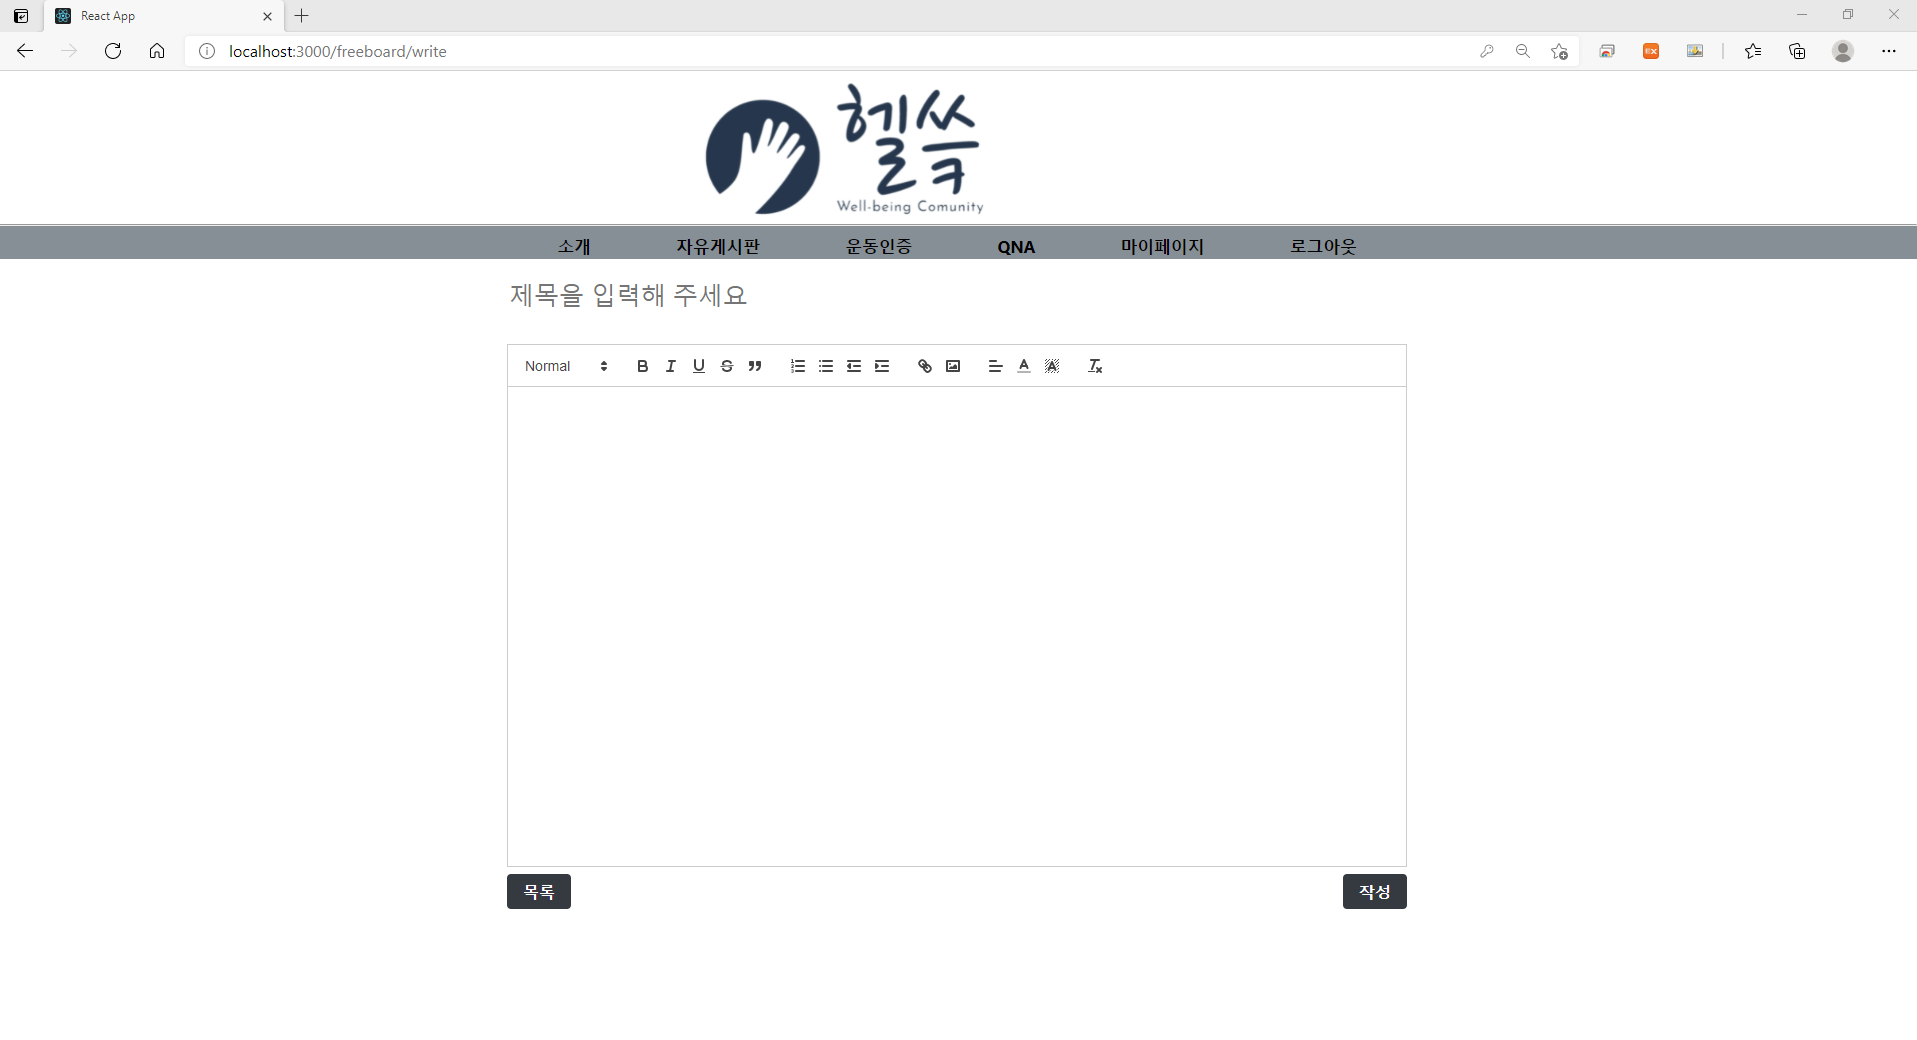 React App
localhost:3000/freeboard/write
헬쓱
Well-being Comunity
소개 자유게시판 운동인증 QNA 마이페이지 로그아웃
제목을 입력해 주세요
Normal
목록 작성